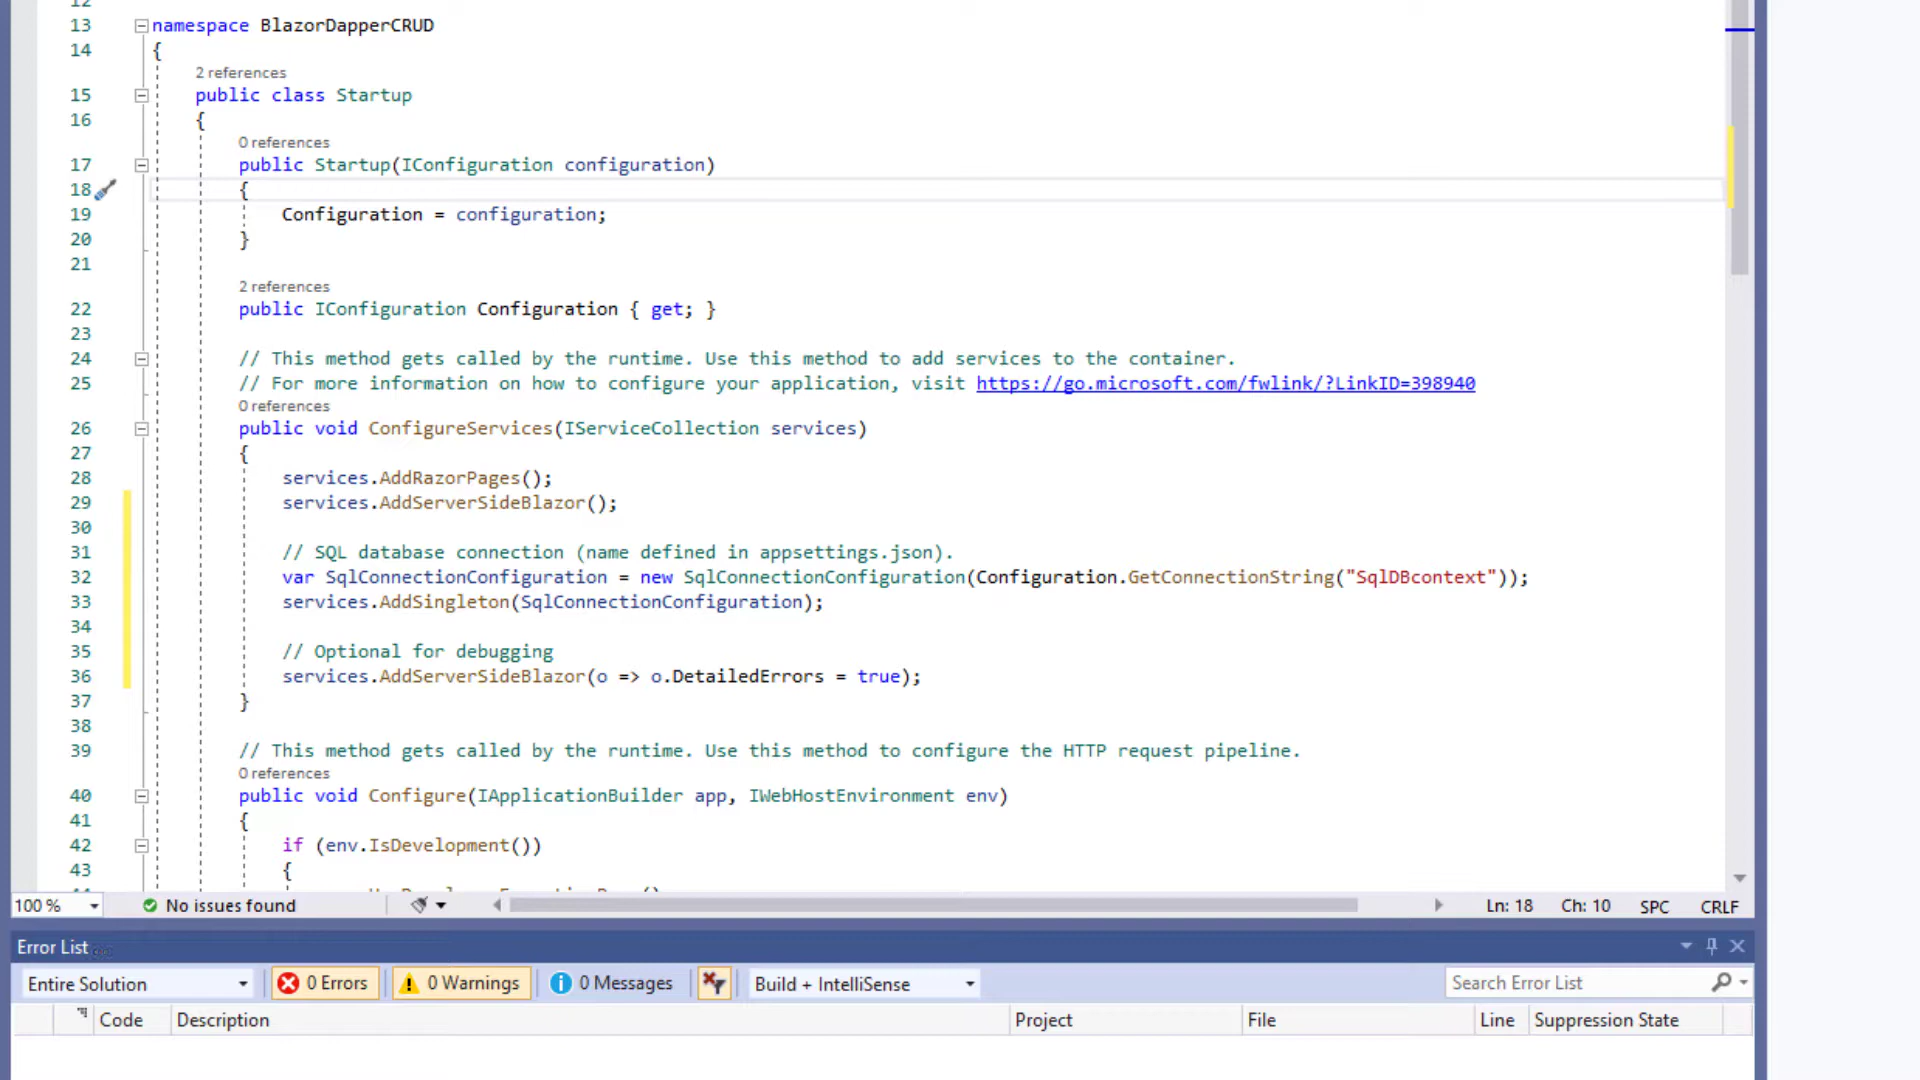 12
13 namespace BlazorDapperCRUD
14 {
2 references
15 public class Startup
16 {
0 references
17 public Startup(IConfiguration configuration)
18 {
19 Configuration = configuration;
20 }
21
2 references
22 public IConfiguration Configuration { get; }
23
24 // This method gets called by the runtime. Use this method to add services to the container.
25 // For more information on how to configure your application, visit https://go.microsoft.com/fwlink/?LinkID=398940
0 references
26 public void ConfigureServices(IServiceCollection services)
27 {
28 services.AddRazorPages();
29 services.AddServerSideBlazor();
30
31 // SQL database connection (name defined in appsettings.json).
32 var SqlConnectionConfiguration = new SqlConnectionConfiguration(Configuration.GetConnectionString("SqlDBcontext"));
33 services.AddSingleton(SqlConnectionConfiguration);
34
35 // Optional for debugging
36 services.AddServerSideBlazor(o => o.DetailedErrors = true);
37 }
38
39 // This method gets called by the runtime. Use this method to configure the HTTP request pipeline.
0 references
40 public void Configure(IApplicationBuilder app, IWebHostEnvironment env)
41 {
42 if (env.IsDevelopment())
43 {
100 % No issues found Ln: 18 Ch: 10 SPC CRLF
Error List
Entire Solution 0 Errors 0 Warnings 0 Messages Build + IntelliSense Search Error List
Code Description Project File Line Suppression State